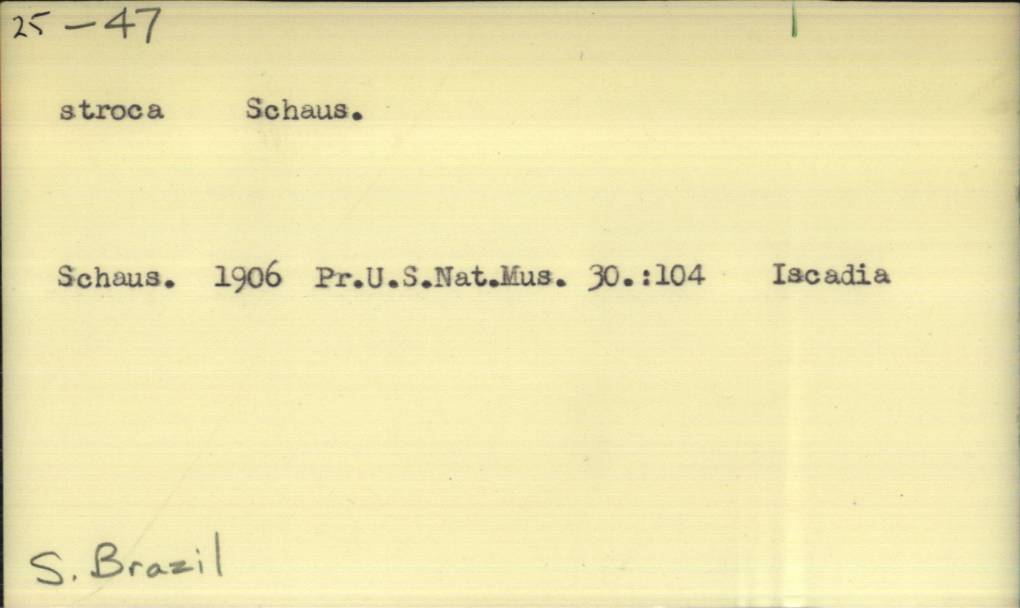 25-47
stroca Schaus.
Schaus. 1906 Pr.U.S.Nat.Mus. 30.:104 Iscadia
S. Brazil